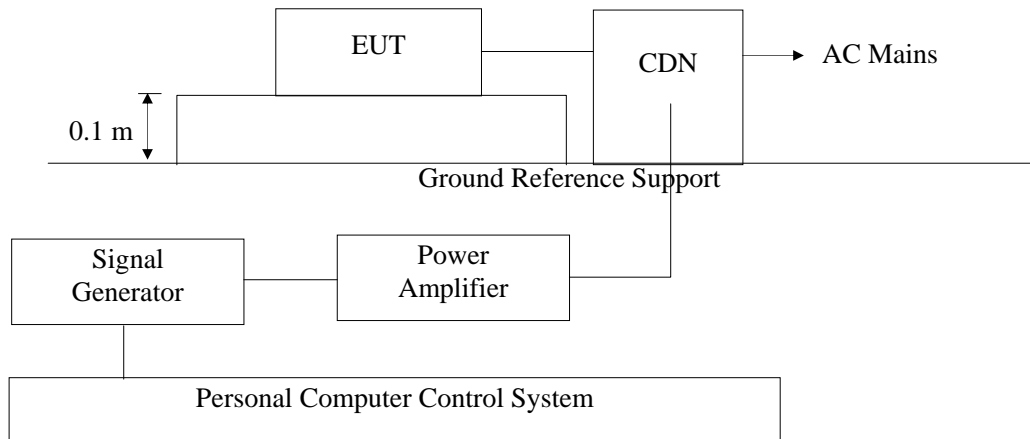 EUT
CDN
AC Mains
0.1 m
Ground Reference Support
Signal
Generator
Power
Amplifier
Personal Computer Control System